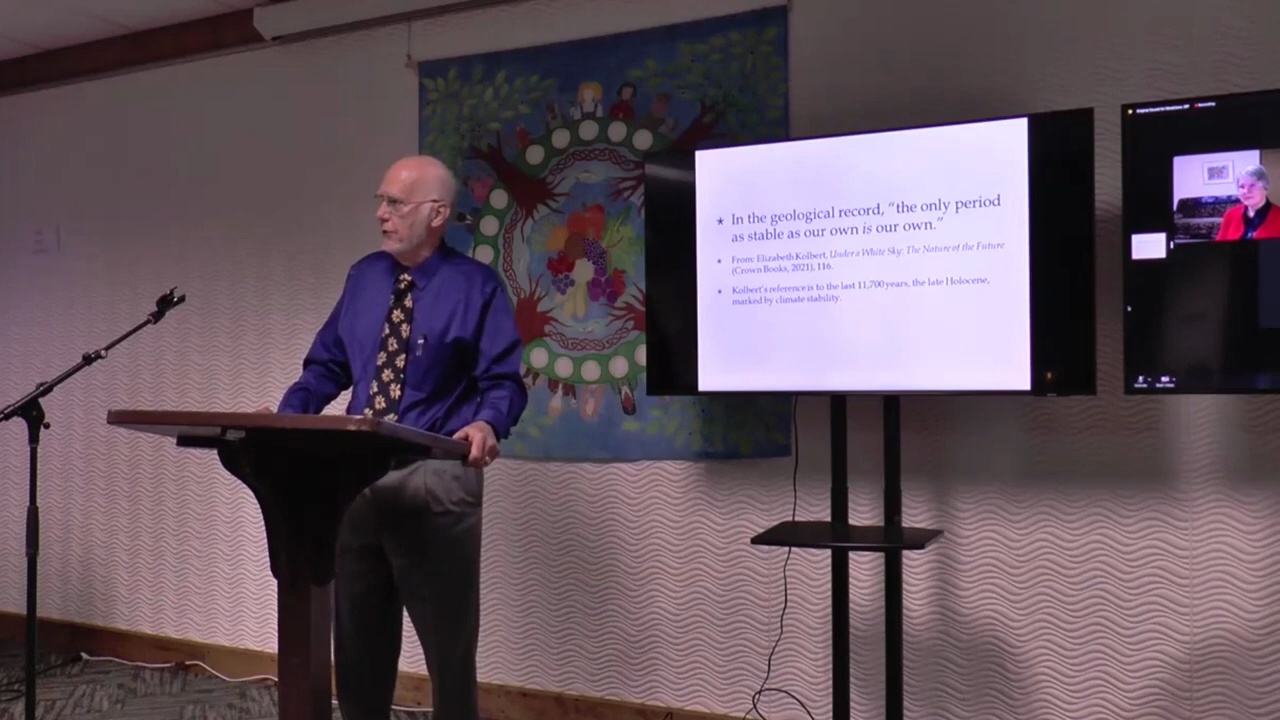 ★ In the geological record, “the only period
as stable as our own is our own.”
★ From: Elizabeth Kolbert, Under a White Sky: The Nature of the Future
(Crown Books, 2021), 116.
★ Kolbert's reference is to the last 11,700 years, the late Holocene,
marked by climate stability.
Recording